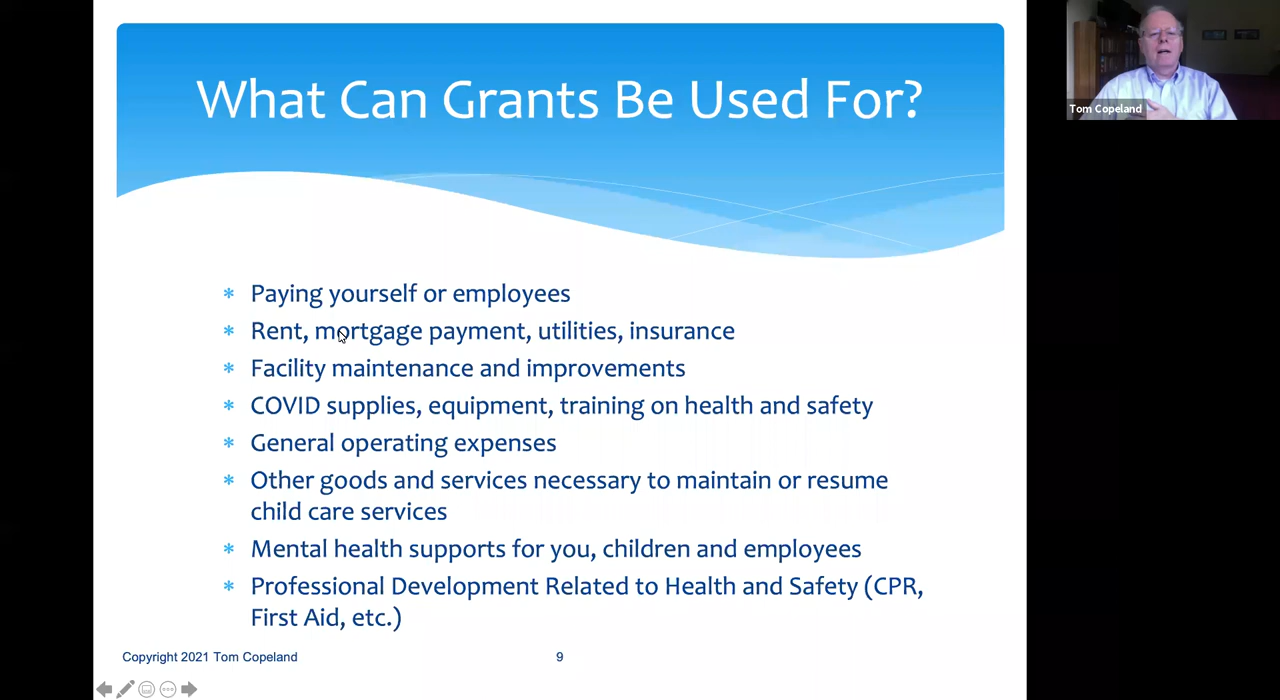 What Can Grants Be Used For?
Tom Copeland
* Paying yourself or employees
* Rent, mortgage payment, utilities, insurance
* Facility maintenance and improvements
* COVID supplies, equipment, training on health and safety
* General operating expenses
* Other goods and services necessary to maintain or resume
child care services
* Mental health supports for you, children and employees
* Professional Development Related to Health and Safety (CPR,
First Aid, etc.)
Copyright 2021 Tom Copeland
9